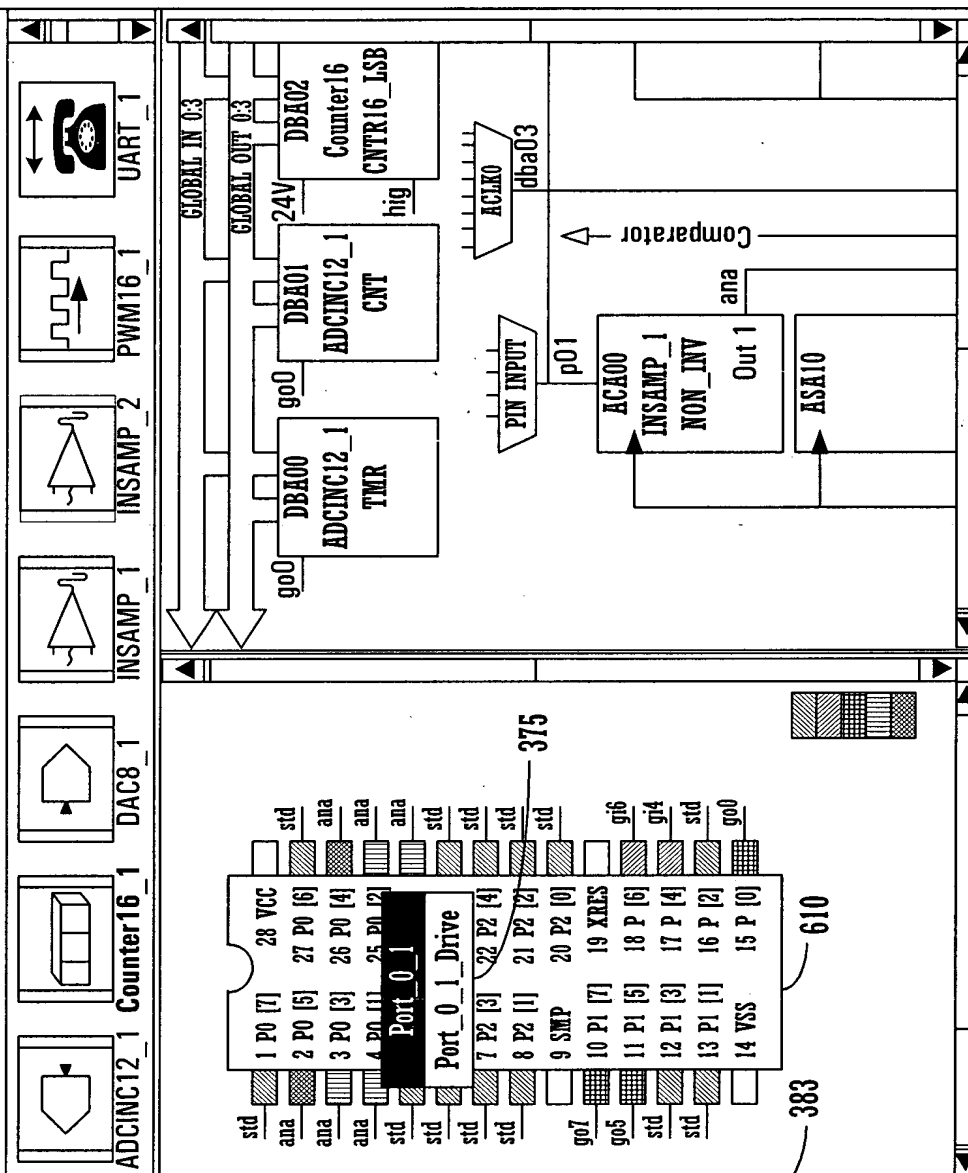 ADCINC12_1
Counter16_1
DAC8_1
INSAMP_1
INSAMP_2
PWM16_1
UART_1
GLOBAL IN 0:3
GLOBAL OUT 0:3
go0
DBA00
ADCINC12_1
TMR
go0
DBA01
ADCINC12_1
CNT
24V
hig
DBA02
Counter16
CNTR16_LSB
PIN INPUT
p01
ACLK0
dba03
Comparator
ACA00
INSAMP_1
NON_INV
Out 1
ana
ASA10
std
ana
ana
ana
std
std
std
std
go7
go5
std
std
1 P0 [7]
2 P0 [5]
3 P0 [3]
4 P0 [1]
7 P2 [3]
8 P2 [1]
9 SMP
10 P1 [7]
11 P1 [5]
12 P1 [3]
13 P1 [1]
14 VSS
Port_0_1
Port_0_1_Drive
28 VCC
27 P0 [6]
26 P0 [4]
25 P0 [2]
22 P2 [4]
21 P2 [2]
20 P2 [0]
19 XRES
18 P [6]
17 P [4]
16 P [2]
15 P [0]
std
ana
ana
ana
std
std
std
std
gi6
gi4
std
go0
375
610
383